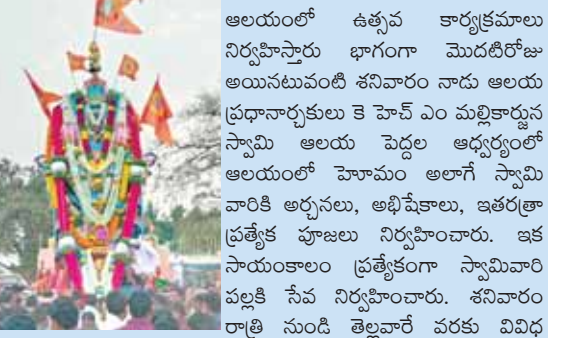 ఆలయంలో ఉత్సవ కార్యక్రమాలు
నిర్వహిస్తారు భాగంగా మొదటిరోజు
అయినటువంటి శనివారం నాడు ఆలయ
ప్రధానార్చకులు కె హెచ్ ఎం మల్లికార్జున
స్వామి ఆలయ పెద్దల ఆధ్వర్యంలో
ఆలయంలో హెూమం అలాగే స్వామి
వారికి అర్చనలు, అభిషేకాలు, ఇతరత్రా
ప్రత్యేక పూజలు నిర్వహించారు. ఇక
సాయంకాలం ప్రత్యేకంగా స్వామివారి
పల్లకి సేవ నిర్వహించారు. శనివారం
రాత్రి నుండి తెల్లవారే వరకు వివిధ